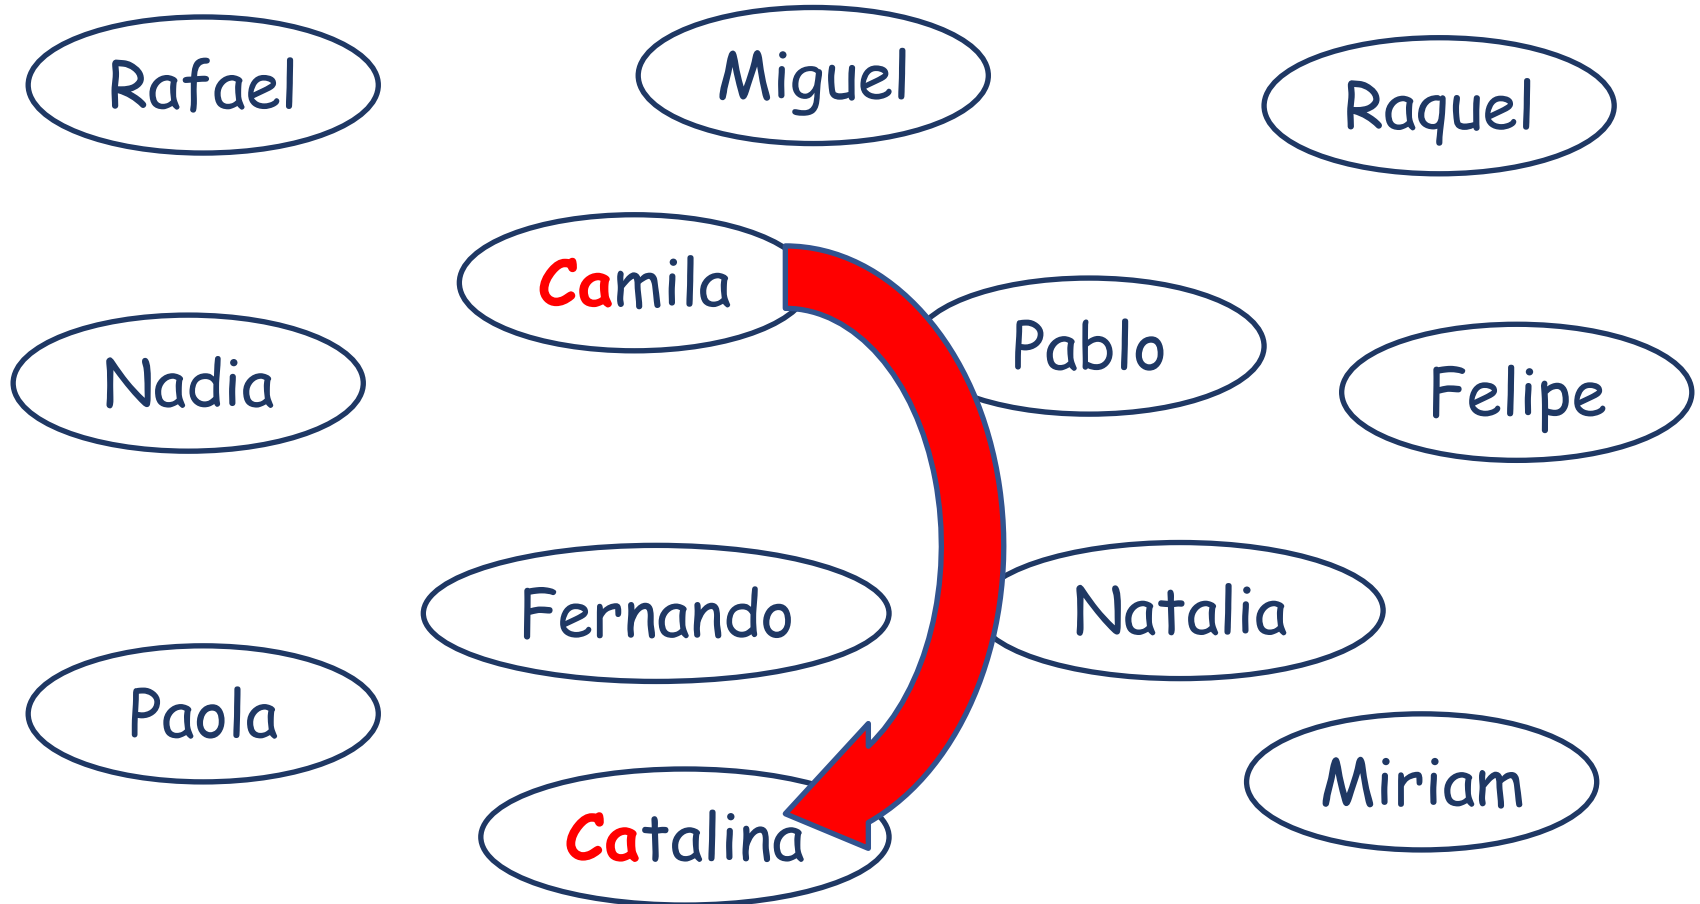 Rafael
Miguel
Raquel
Camila
Pablo
Nadia
Felipe
Fernando
Natalia
Paola
Miriam
Catalina